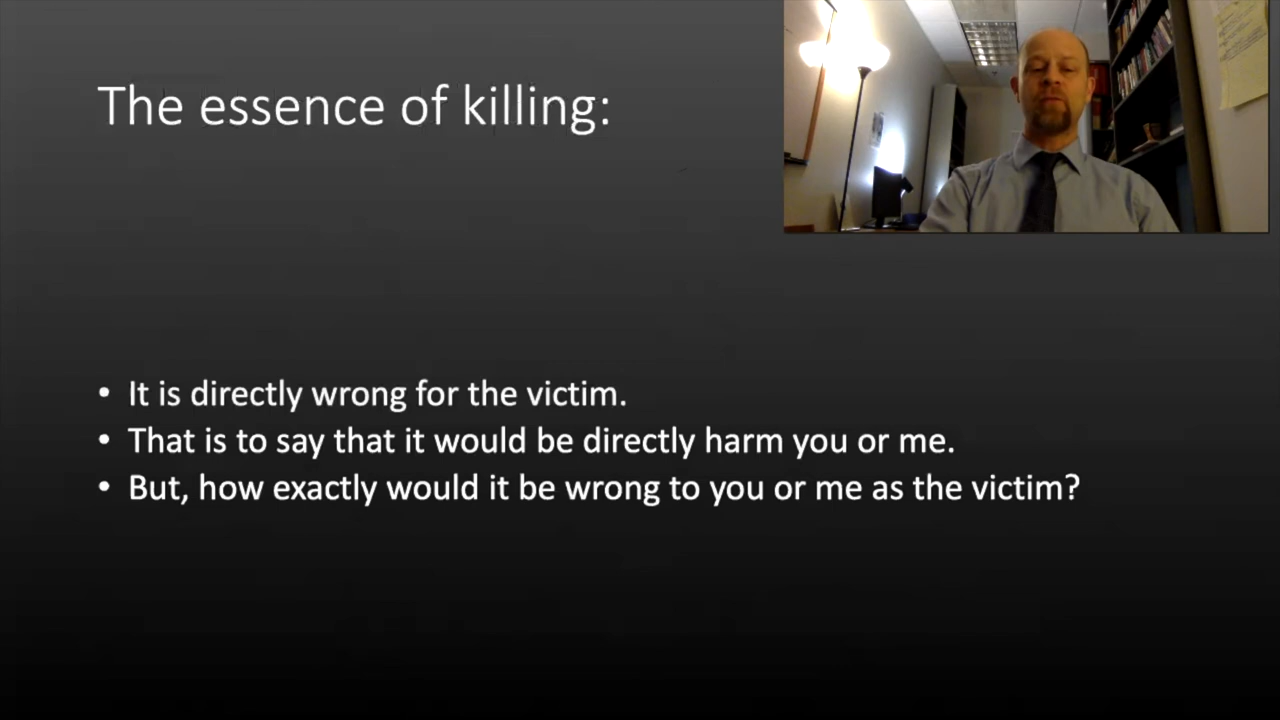 The essence of killing:
• It is directly wrong for the victim.
• That is to say that it would be directly harm you or me.
• But, how exactly would it be wrong to you or me as the victim?